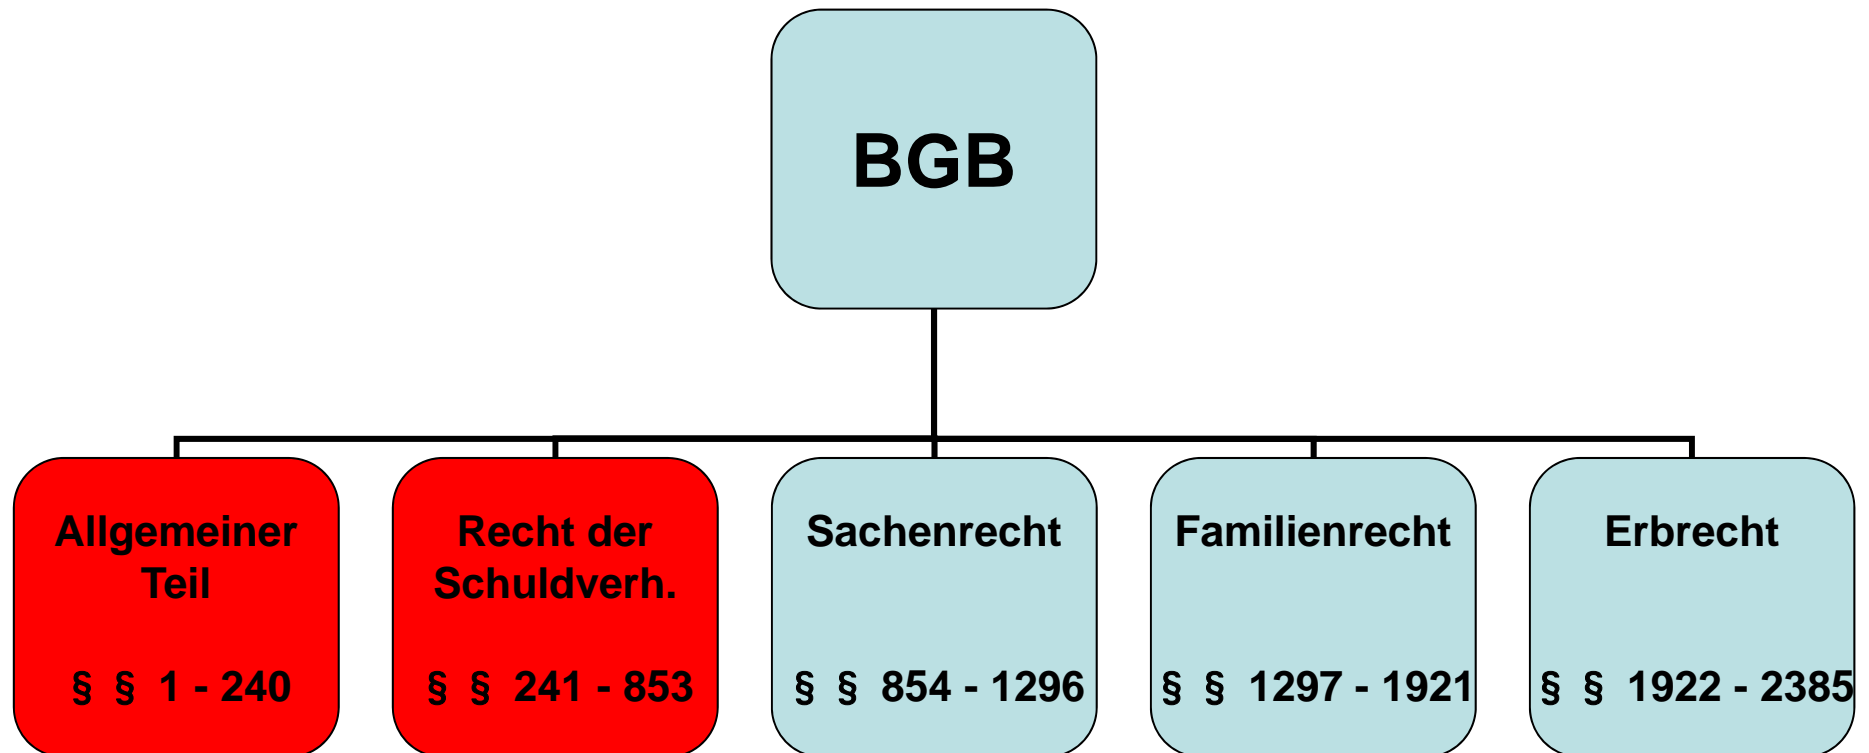 BGB
Allgemeiner
Teil
§ § 1 - 240
Recht der
Schuldverh.
§ § 241 - 853
Sachenrecht
§ § 854 - 1296
Familienrecht
§ § 1297 - 1921
Erbrecht
§ § 1922 - 2385